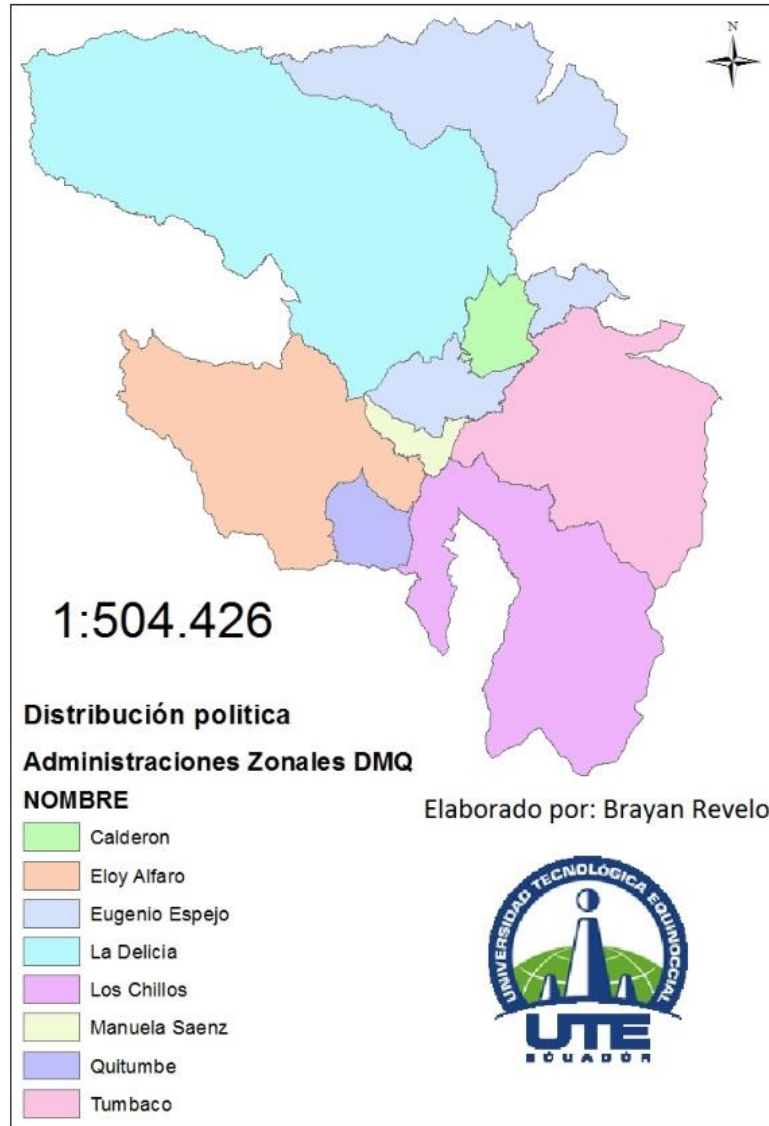 N
1:504.426
Distribución politica
Administraciones Zonales DMQ
NOMBRE
Calderon
Eloy Alfaro
Eugenio Espejo
La Delicia
Los Chillos
Manuela Saenz
Quitumbe
Tumbaco
Elaborado por: Brayan Revelo
UNIVERSIDAD TECNOLÓGICA EQUINOCCIAL
UTE
ECUADOR